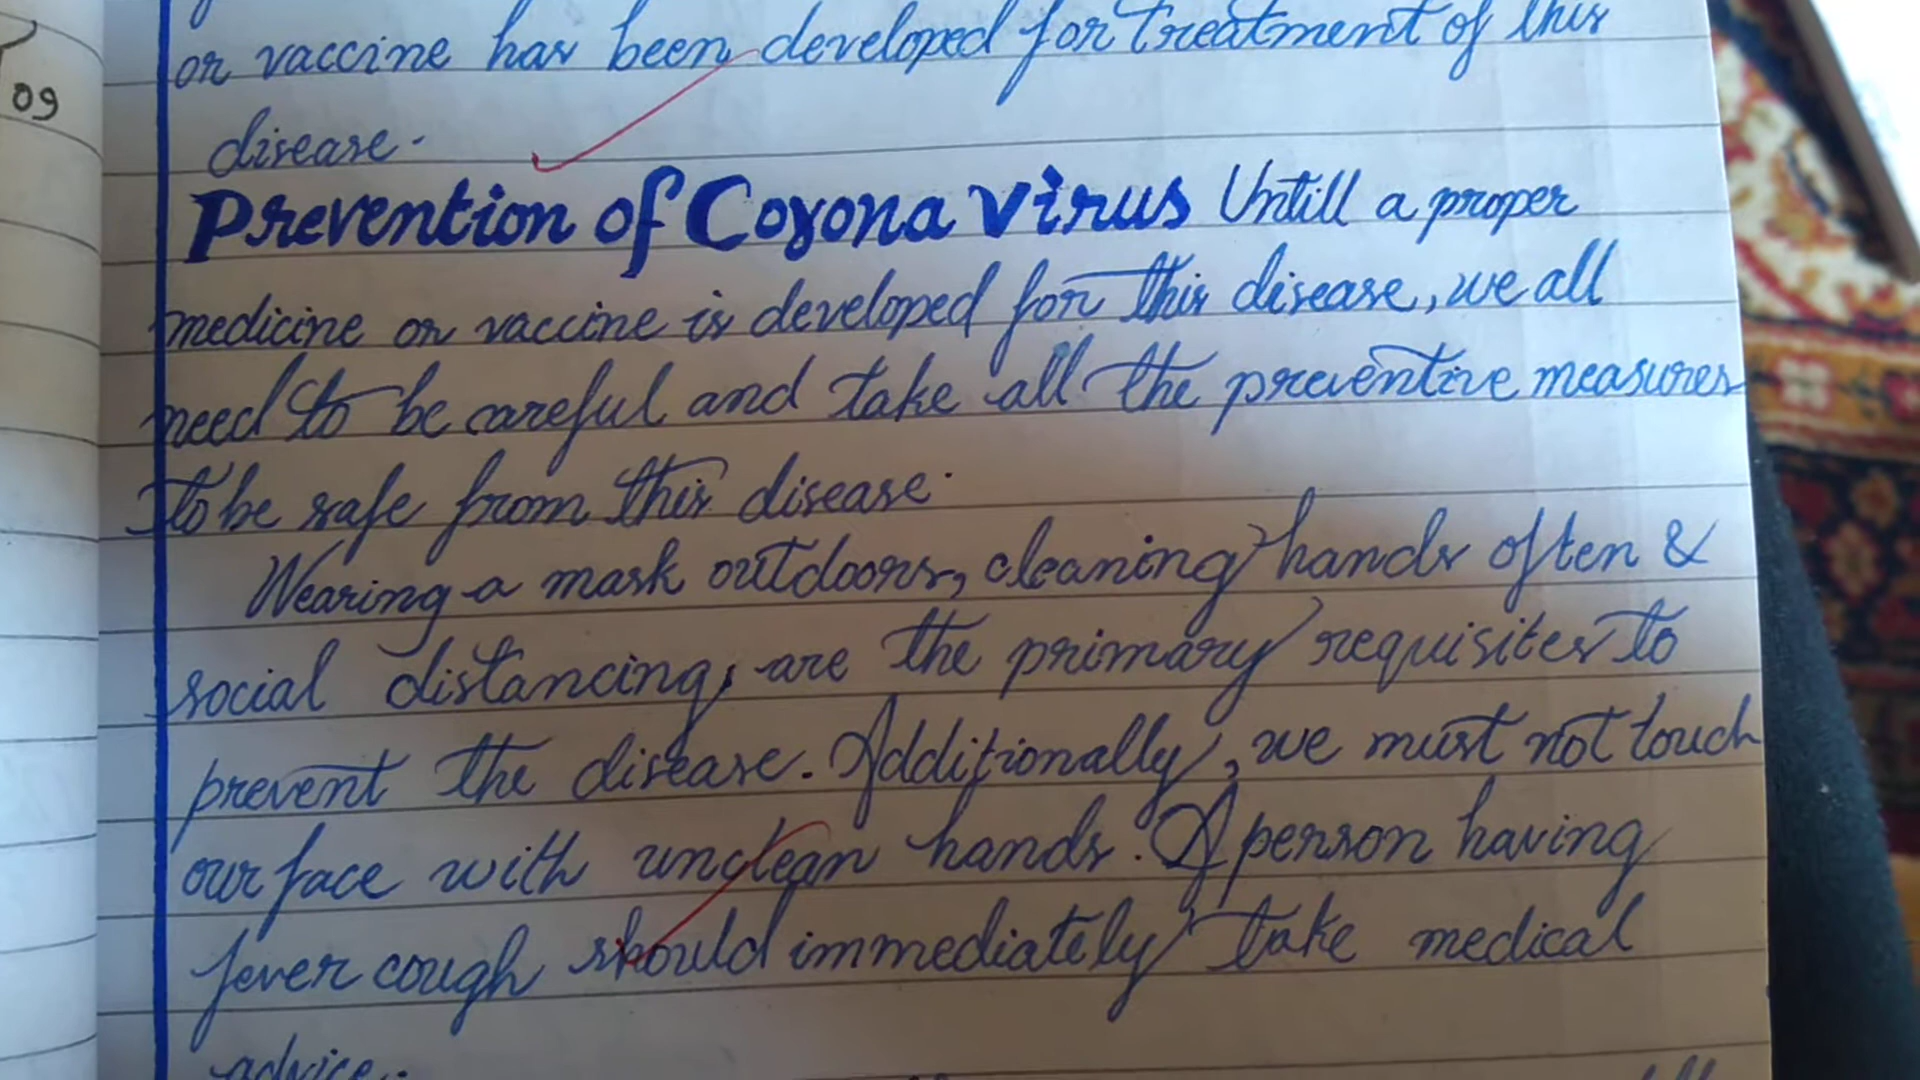 09
or vaccine has been developed for treatment of this
disease.
Prevention of Corona Virus Untill a proper
medicine or vaccine is developed for this disease, we all
need to be careful and take all the preventive measures
to be safe from this disease.
Wearing a mask outdoors, cleaning hands often &
social distancing, are the primary requisites to
prevent the disease. Additionally, we must not touch
our face with unclean hands. A person having
fever cough should immediately take medical
advice.